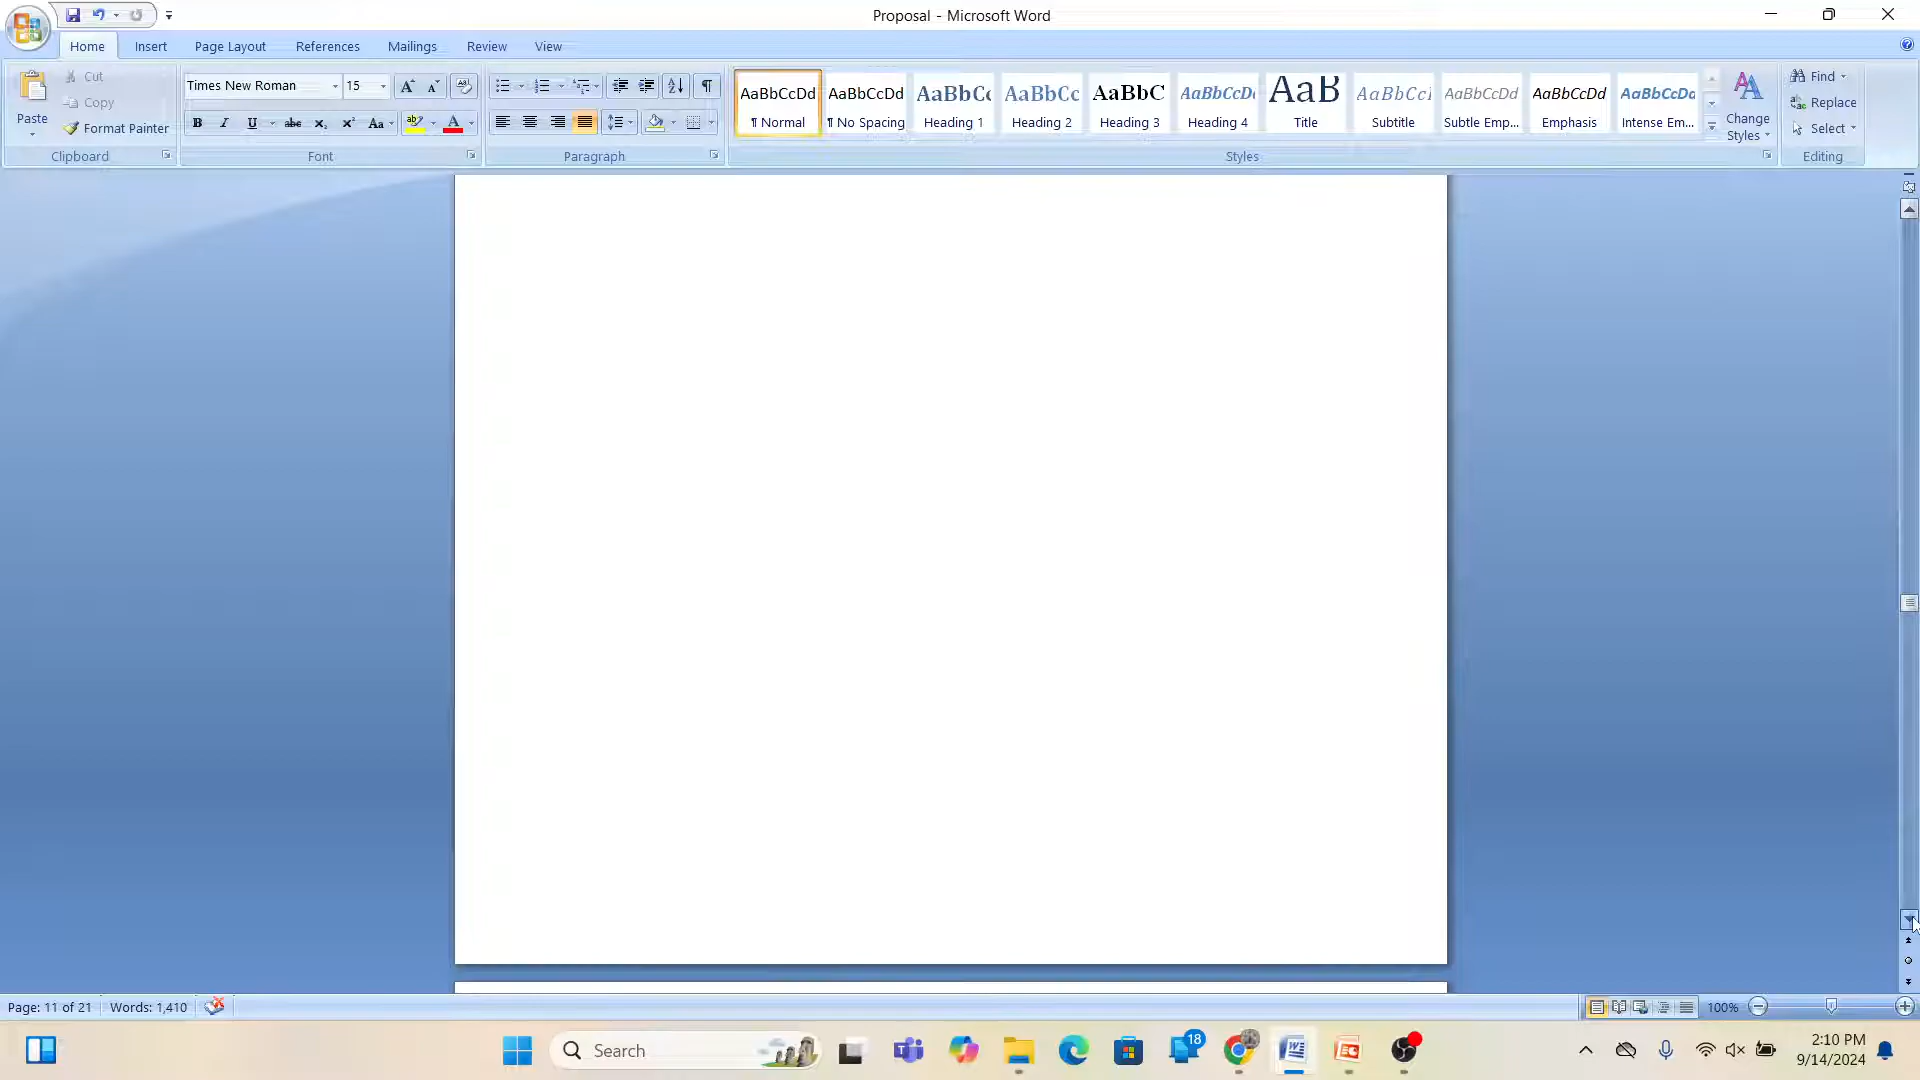 Proposal - Microsoft Word
Home Insert Page Layout References Mailings Review View
Paste
Cut
Copy
Format Painter
Clipboard
Times New Roman 15
Font
Paragraph
AaBbCcDd AaBbCcDd AaBbCc AaBbCc AaBbC AaBbCcDc AaB AaBbCcI AaBbCcDd AaBbCcDd AaBbCcDd
¶ Normal ¶ No Spacing Heading 1 Heading 2 Heading 3 Heading 4 Title Subtitle Subtle Emp... Emphasis Intense Em...
Change
Styles
Styles
Find
Replace
Select
Editing
Page: 11 of 21 Words: 1,410 100%
Search
18
2:10 PM
9/14/2024